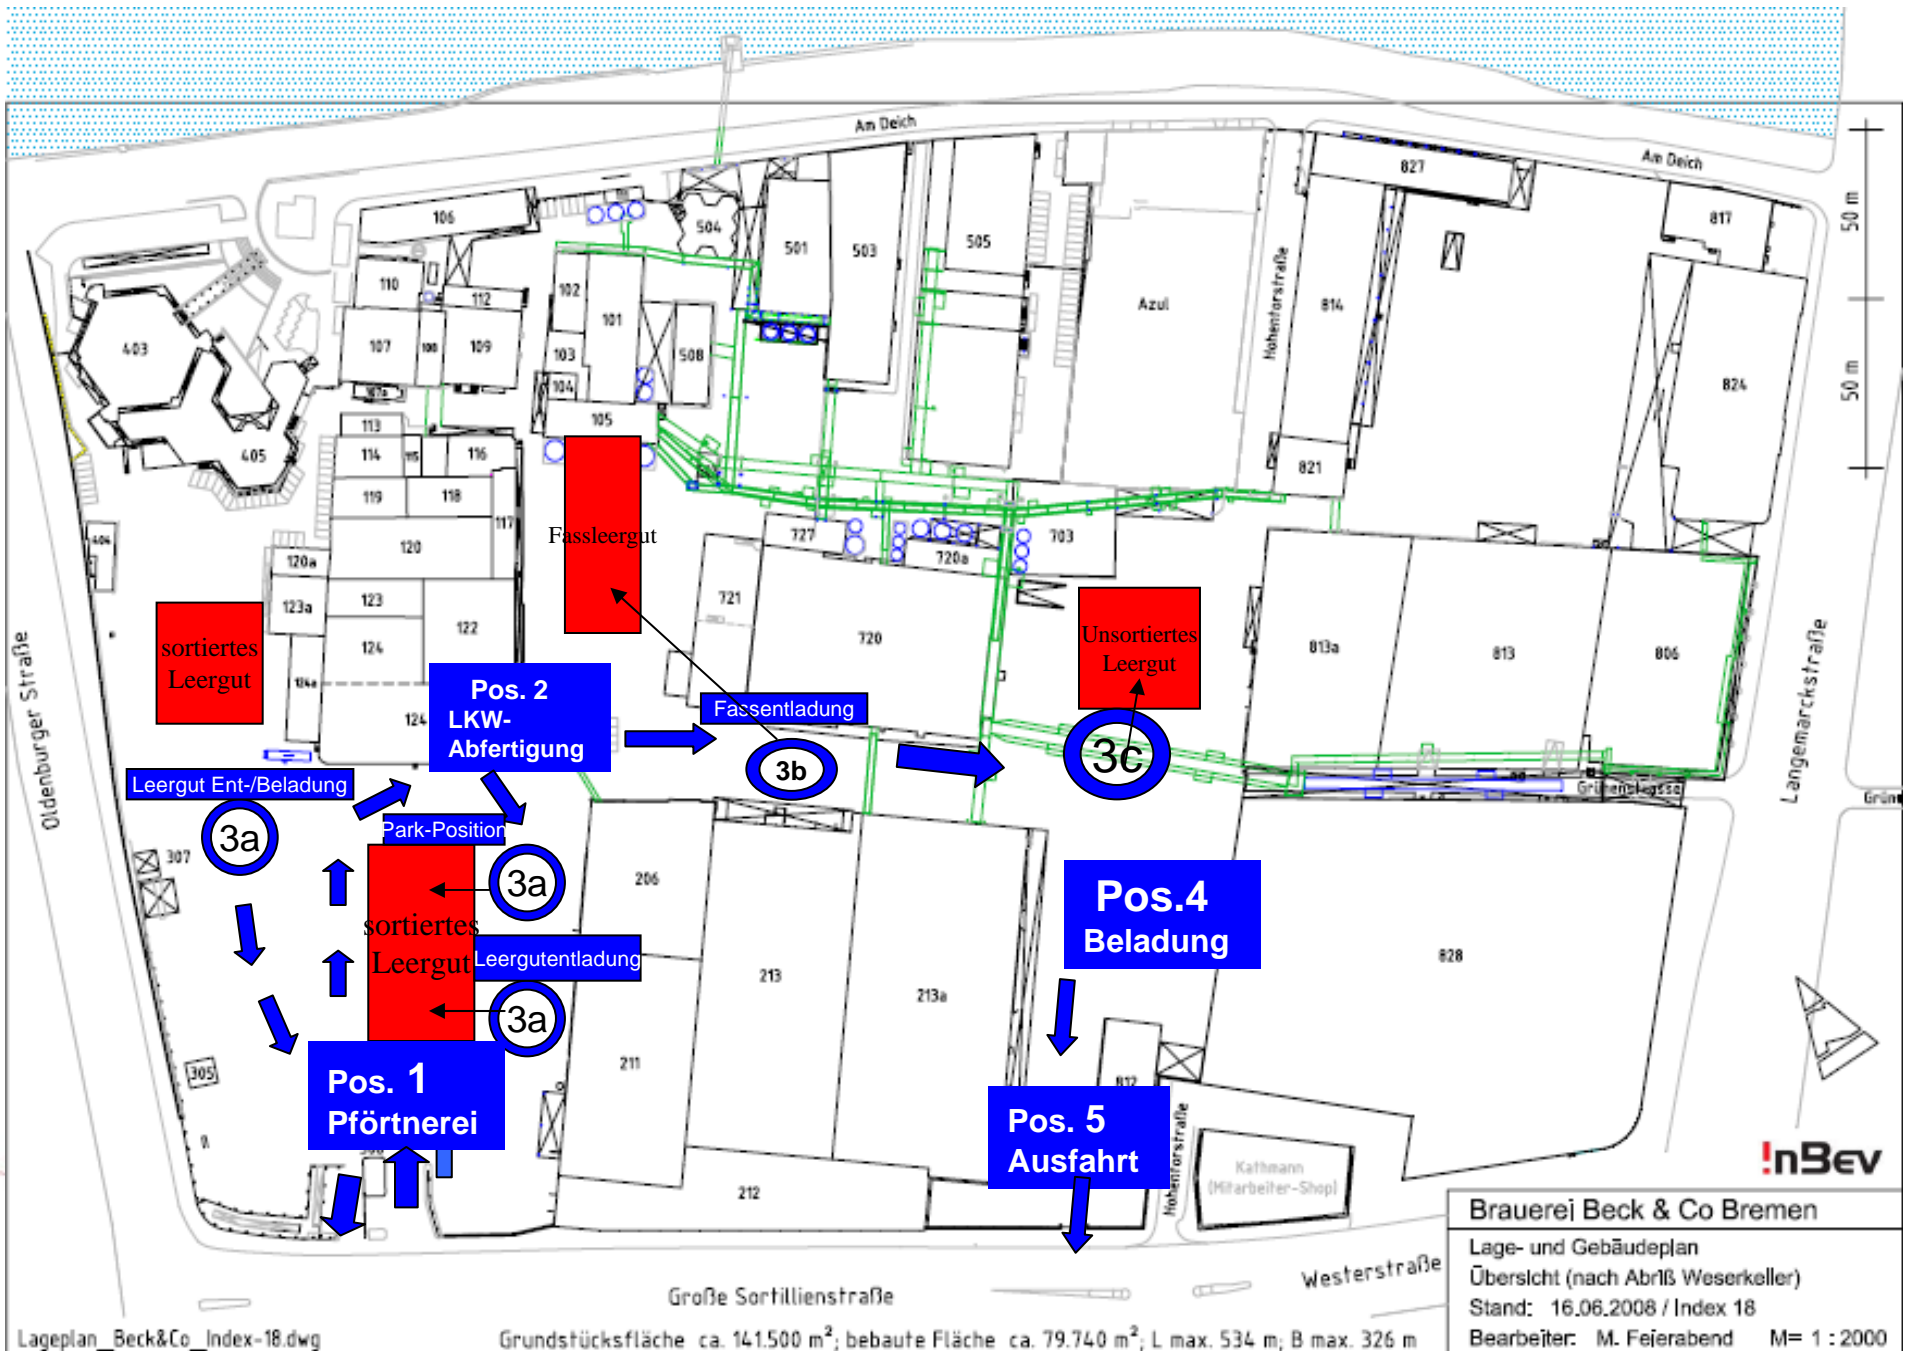 Am Deich
Am Deich
50 m
50 m
106
504
501
503
505
827
817
110
112
102
101
107
108
109
103
104
508
105
Azul
Hohentorstraße
814
824
403
405
107a
113
114
115
116
119
118
117
120
821
404
120a
123a
123
122
124
124a
124
Fassleergut
727
720a
703
721
720
813a
813
806
Unsortiertes
Leergut
sortiertes
Leergut
Oldenburger Straße
Langemarckstraße
Pos. 2
LKW-
Abfertigung
Fassentladung
3b
3c
Leergut Ent-/Beladung
3a
Park-Position
3a
sortiertes
Leergut
Leergutentladung
3a
307
305
Pos. 1
Pförtnerei
206
211
213
213a
212
Pos.4
Beladung
828
812
Pos. 5
Ausfahrt
Hohentorstraße
Kathmann
(Mitarbeiter-Shop)
InBev
Große Sortillienstraße
Westerstraße
Brauerei Beck & Co Bremen
Lage- und Gebäudeplan
Übersicht (nach Abriß Weserkeller)
Stand: 16.06.2008 / Index 18
Bearbeiter: M. Feierabend M= 1 : 2000
Lageplan_Beck&Co_Index-18.dwg
Grundstücksfläche ca. 141.500 m²; bebaute Fläche ca. 79.740 m²; L max. 534 m; B max. 326 m